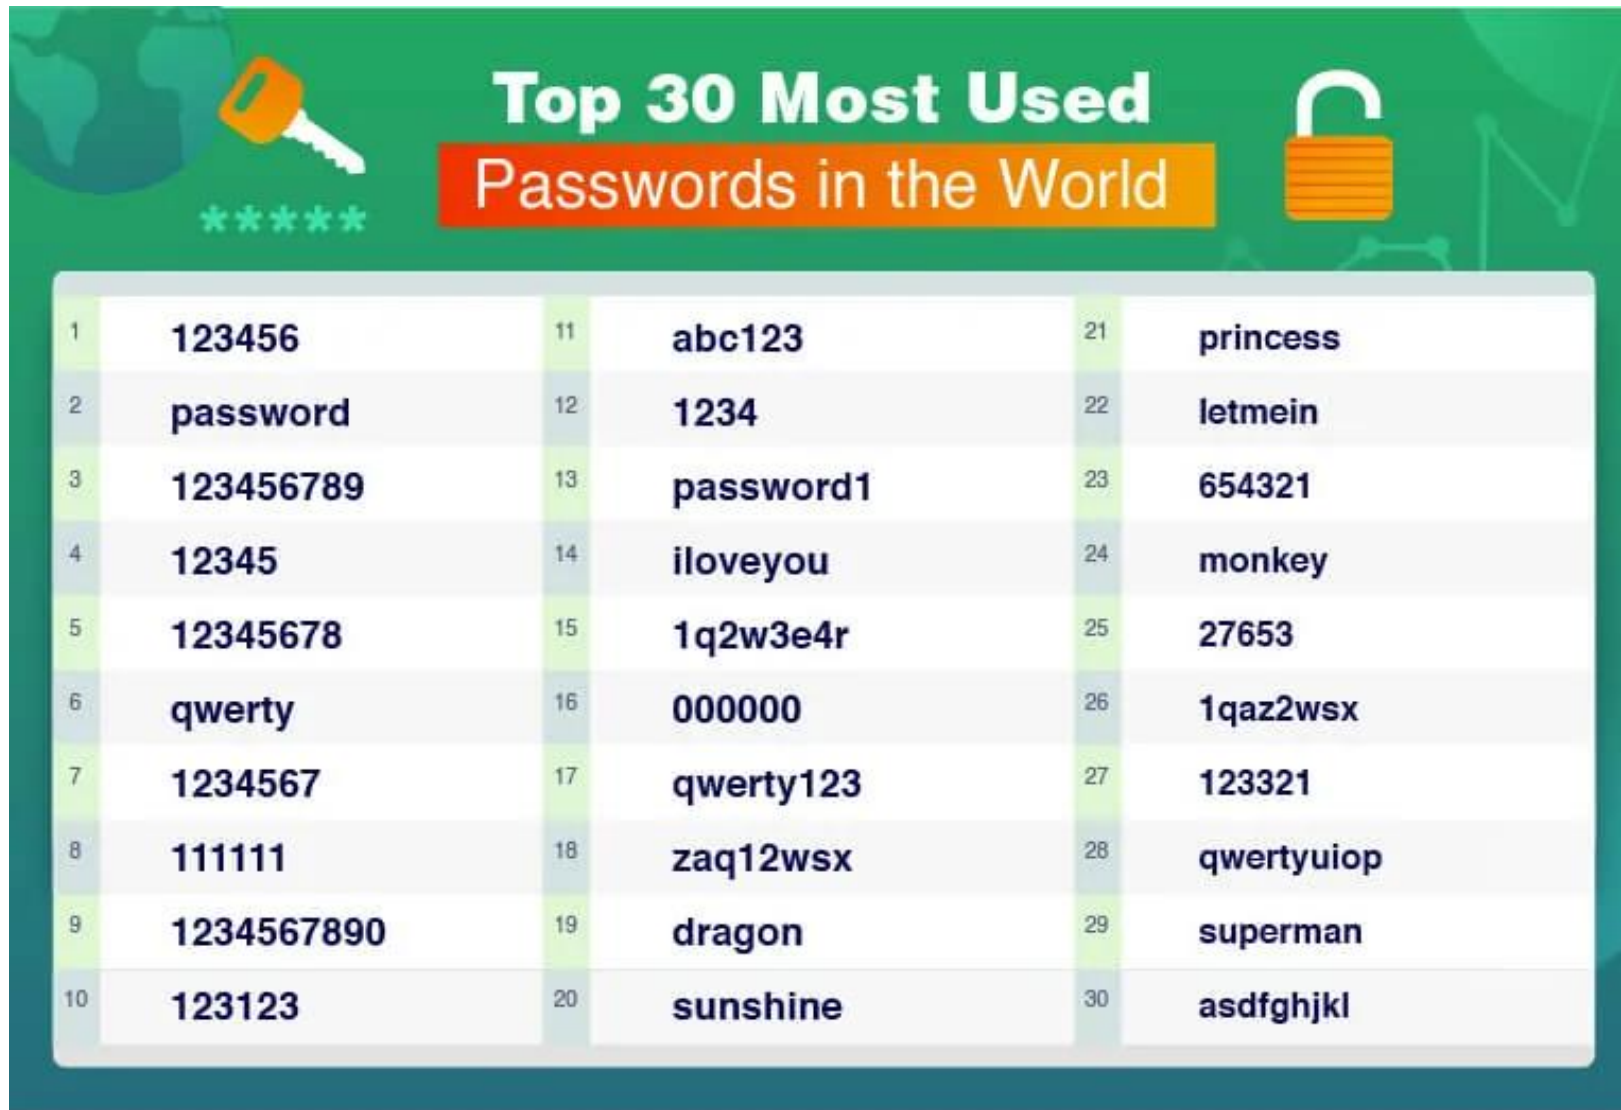 Top 30 Most Used
Passwords in the World
*****
1 123456
2 password
3 123456789
4 12345
5 12345678
6 qwerty
7 1234567
8 111111
9 1234567890
10 123123
11 abc123
12 1234
13 password1
14 iloveyou
15 1q2w3e4r
16 000000
17 qwerty123
18 zaq12wsx
19 dragon
20 sunshine
21 princess
22 letmein
23 654321
24 monkey
25 27653
26 1qaz2wsx
27 123321
28 qwertyuiop
29 superman
30 asdfghjkl